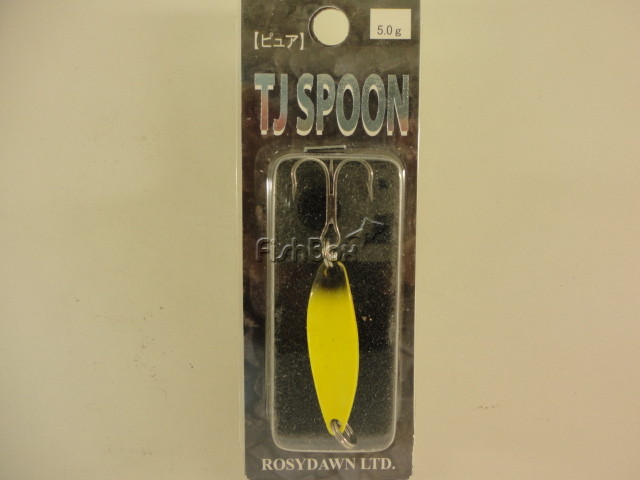 5.0g
【ピュア】
TJ SPOON
FishBox
ROSYDAWN LTD.